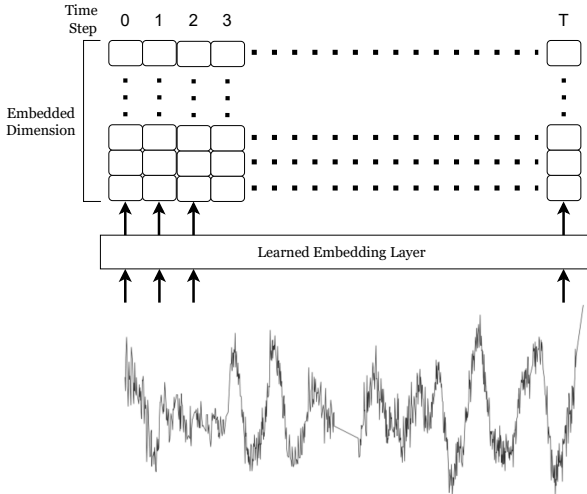 Time
Step
0 1 2 3 T
Embedded
Dimension
Learned Embedding Layer